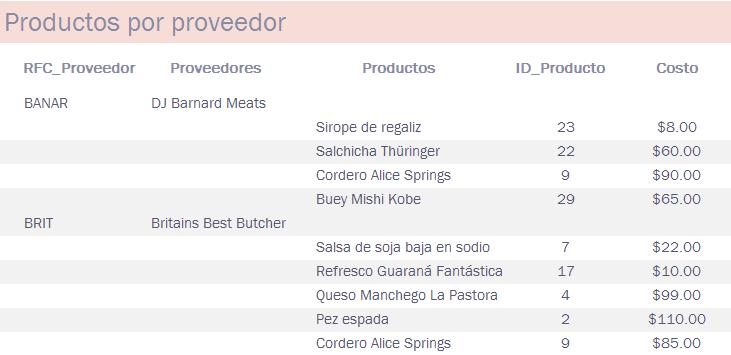 Productos por proveedor
RFC_Proveedor Proveedores Productos ID_Producto Costo
BANAR DJ Barnard Meats
Sirope de regaliz 23 $8.00
Salchicha Thüringer 22 $60.00
Cordero Alice Springs 9 $90.00
Buey Mishi Kobe 29 $65.00
BRIT Britains Best Butcher
Salsa de soja baja en sodio 7 $22.00
Refresco Guaraná Fantástica 17 $10.00
Queso Manchego La Pastora 4 $99.00
Pez espada 2 $110.00
Cordero Alice Springs 9 $85.00